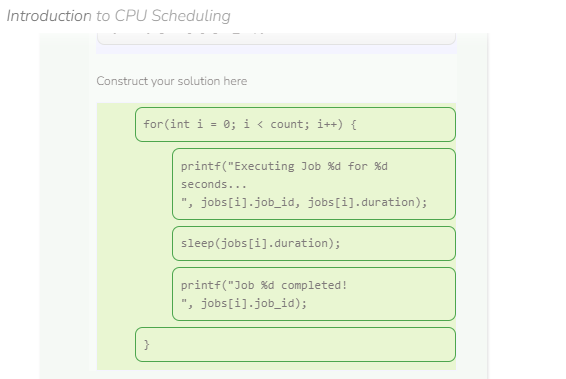 Introduction to CPU Scheduling
Construct your solution here
for(int i = 0; i < count; i++) {
printf("Executing Job %d for %d
seconds...
", jobs[i].job_id, jobs[i].duration);
sleep(jobs[i].duration);
printf("Job %d completed!
", jobs[i].job_id);
}